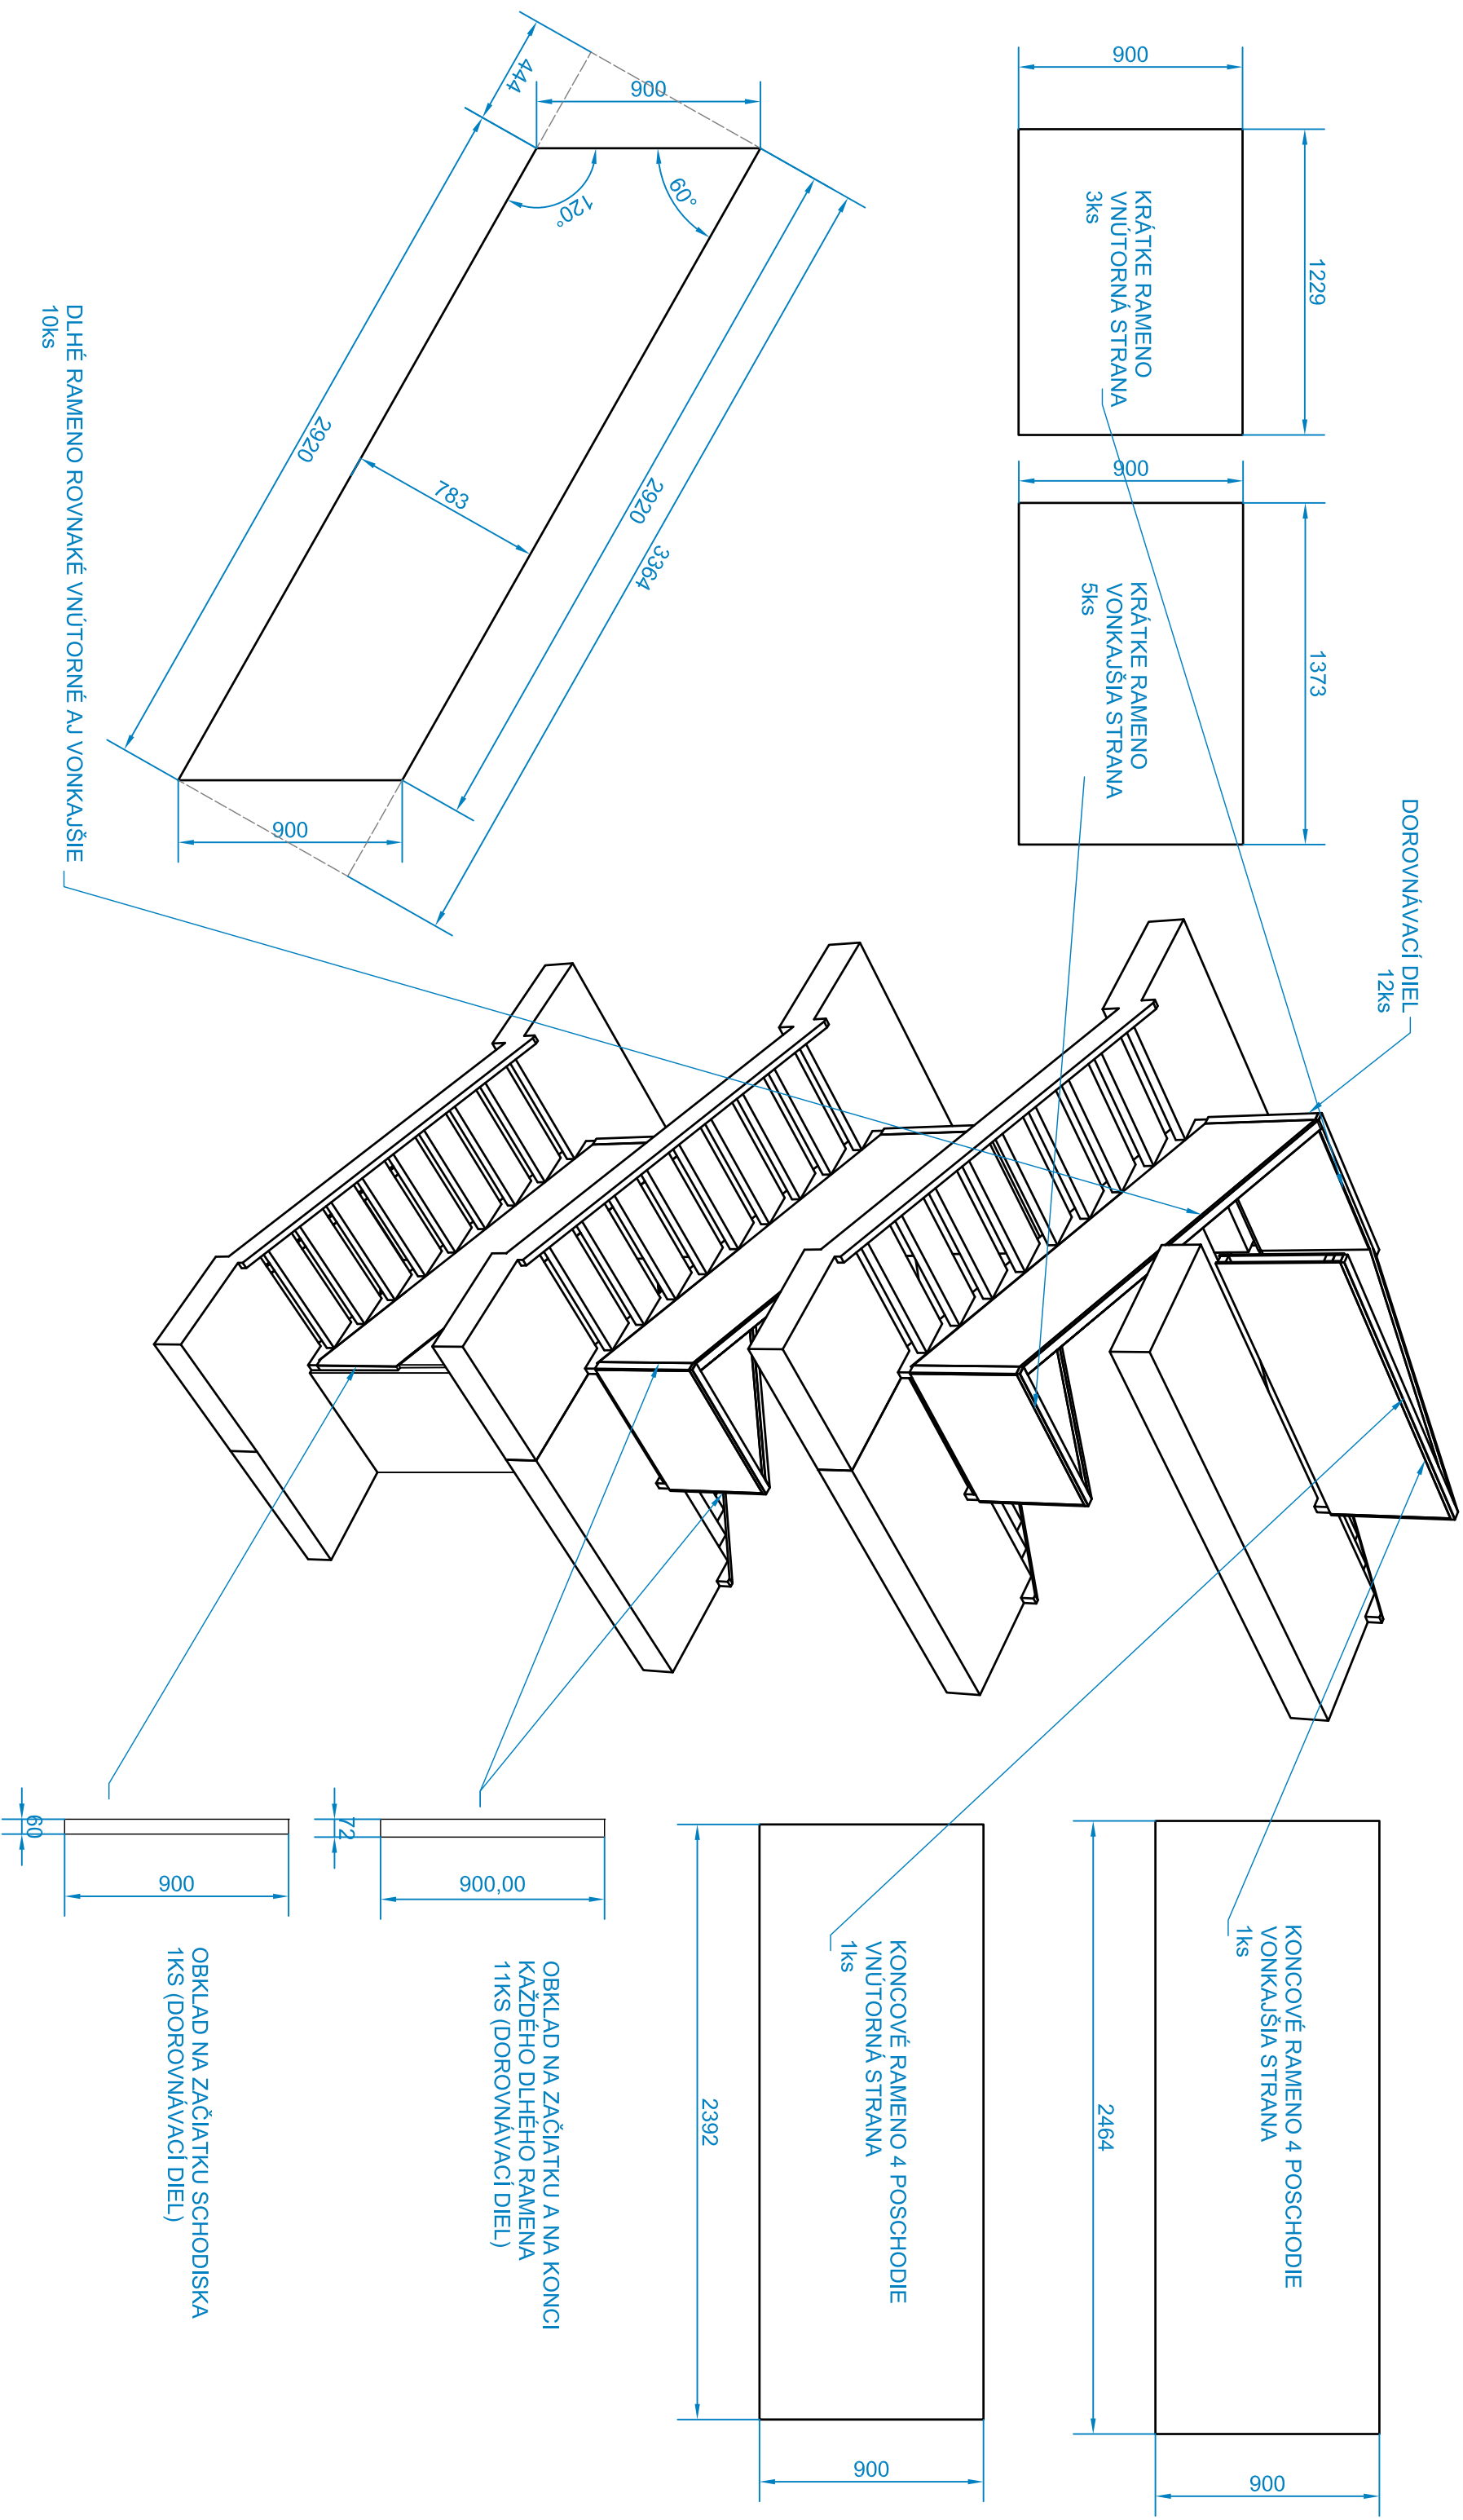 DOROVNÁVACÍ DIEL
12ks
1229
900
KRÁTKE RAMENO
VNÚTORNÁ STRANA
3ks
1373
900
KRÁTKE RAMENO
VONKAJŠIA STRANA
5ks
444
900
60°
120°
2920
783
2920
3364
900
DLHÉ RAMENO ROVNAKÉ VNÚTORNÉ AJ VONKAJŠIE
10ks
KONCOVÉ RAMENO 4 POSCHODIE
VONKAJŠIA STRANA
1ks
2464
900
KONCOVÉ RAMENO 4 POSCHODIE
VNÚTORNÁ STRANA
1ks
2392
900
72
900,00
OBKLAD NA ZAČIATKU A NA KONCI
KAŽDÉHO DLHÉHO RAMENA
11KS (DOROVNÁVACÍ DIEL)
60
900
OBKLAD NA ZAČIATKU SCHODISKA
1KS (DOROVNÁVACÍ DIEL)